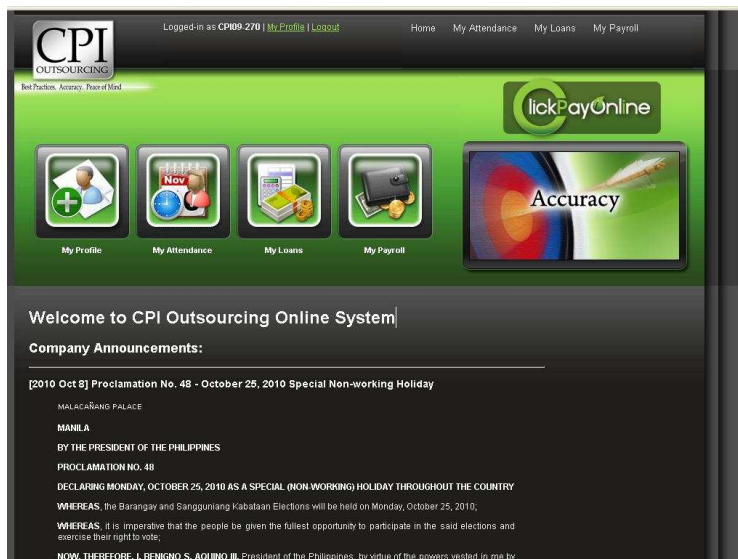 Logged-in as CPI09-270 | My Profile | Logout
Home My Attendance My Loans My Payroll
CPI
OUTSOURCING
Best Practices. Accuracy. Peace of Mind
ClickPayOnline
Nov
Accuracy
My Profile My Attendance My Loans My Payroll
Welcome to CPI Outsourcing Online System
Company Announcements:
[2010 Oct 8] Proclamation No. 48 - October 25, 2010 Special Non-working Holiday
MALACAÑANG PALACE
MANILA
BY THE PRESIDENT OF THE PHILIPPINES
PROCLAMATION NO. 48
DECLARING MONDAY, OCTOBER 25, 2010 AS A SPECIAL (NON-WORKING) HOLIDAY THROUGHOUT THE COUNTRY
WHEREAS, the Barangay and Sangguniang Kabataan Elections will be held on Monday, October 25, 2010;
WHEREAS, it is imperative that the people be given the fullest opportunity to participate in the said elections and
exercise their right to vote;
NOW, THEREFORE, I, BENIGNO S. AQUINO III, President of the Philippines, by virtue of the powers vested in me by